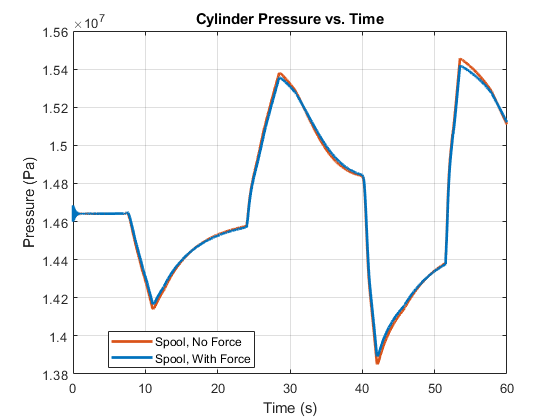 Cylinder Pressure vs. Time
×10⁷
1.56
1.54
1.52
1.5
1.48
1.46
1.44
1.42
1.4
1.38
Pressure (Pa)
Spool, No Force
Spool, With Force
0 10 20 30 40 50 60
Time (s)